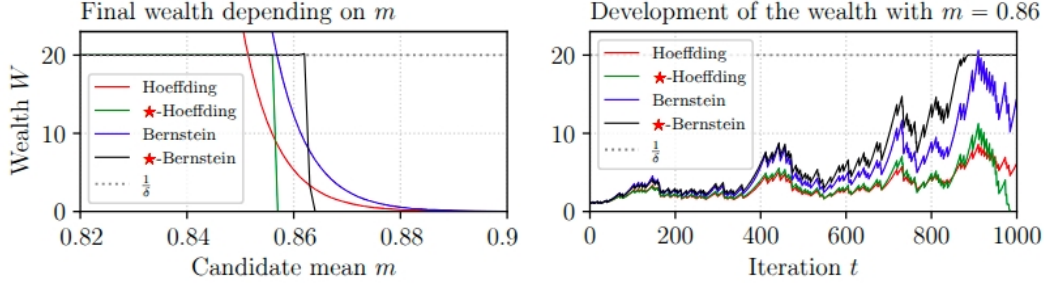 Final wealth depending on m
Wealth W
20
10
0
Hoeffding
★-Hoeffding
Bernstein
★-Bernstein
1/δ
0.82
0.84
0.86
0.88
0.9
Candidate mean m
Development of the wealth with m = 0.86
20
10
0
Hoeffding
★-Hoeffding
Bernstein
★-Bernstein
1/δ
0
200
400
600
800
1000
Iteration t